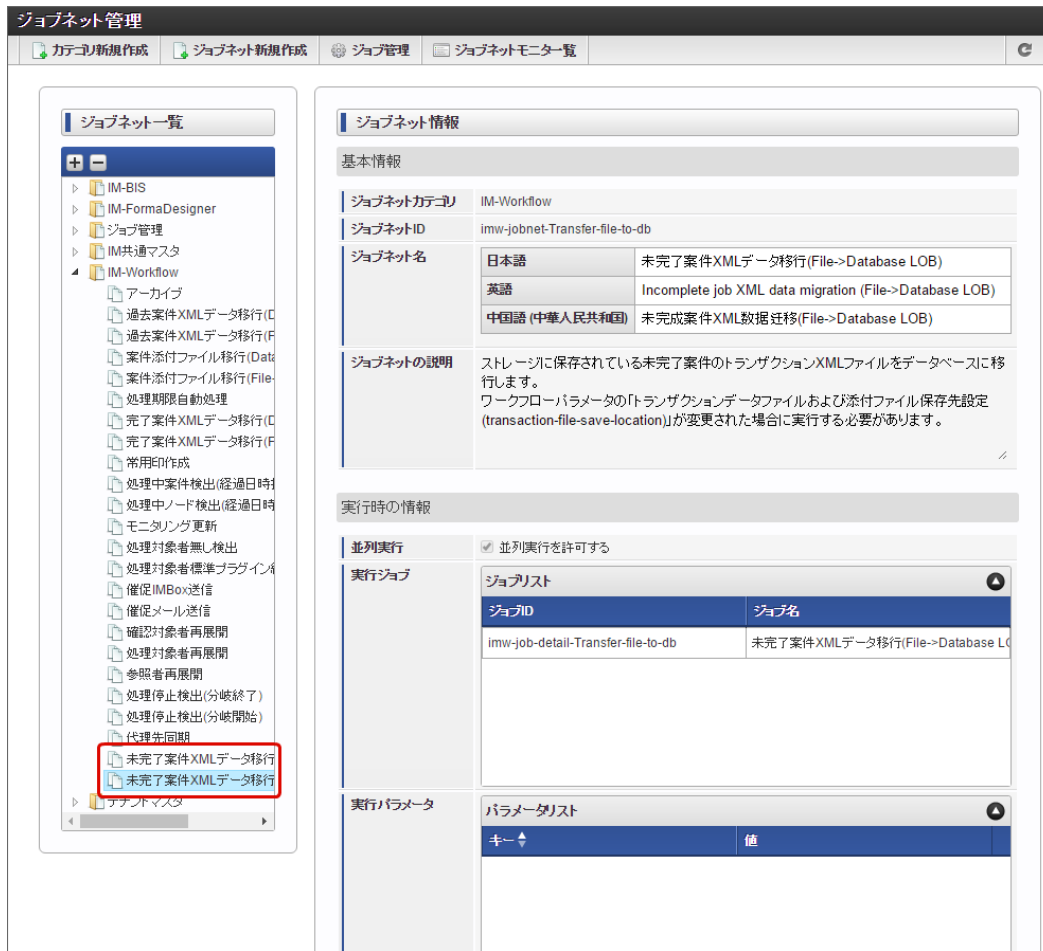 ジョブネット管理
カテゴリ新規作成 ジョブネット新規作成 ジョブ管理 ジョブネットモニター覧
ジョブネット一覧
IM-BIS
IM-FormaDesigner
ジョブ管理
IM共通マスタ
IM-Workflow
アーカイブ
過去案件XMLデータ移行(D
過去案件XMLデータ移行(F
案件添付ファイル移行(Data
案件添付ファイル移行(File-
処理期限自動処理
完了案件XMLデータ移行(D
完了案件XMLデータ移行(F
常用印作成
処理中案件検出(経過日時
処理中ノード検出(経過日時
モニタリング更新
処理対象者無し検出
処理対象者標準プラグイン
催促IMBox送信
催促メール送信
確認対象者再展開
処理対象者再展開
参照者再展開
処理停止検出(分岐終了)
処理停止検出(分岐開始)
代理先同期
未完了案件XMLデータ移行
未完了案件XMLデータ移行
テナントマスタ
ジョブネット情報
基本情報
ジョブネットカテゴリ IM-Workflow
ジョブネットID imw-jobnet-Transfer-file-to-db
ジョブネット名
日本語 未完了案件XMLデータ移行(File->Database LOB)
英語 Incomplete job XML data migration (File->Database LOB)
中国語 (中華人民共和国) 未完成案件XML数据迁移(File->Database LOB)
ジョブネットの説明
ストレージに保存されている未完了案件のトランザクションXMLファイルをデータベースに移
行します。
ワークフローパラメータの「トランザクションデータファイルおよび添付ファイル保存先設定
(transaction-file-save-location)」が変更された場合に実行する必要があります。
実行時の情報
並列実行 並列実行を許可する
実行ジョブ
ジョブリスト
ジョブID ジョブ名
imw-job-detail-Transfer-file-to-db 未完了案件XMLデータ移行(File->Database LO
実行パラメータ
パラメータリスト
キー 値